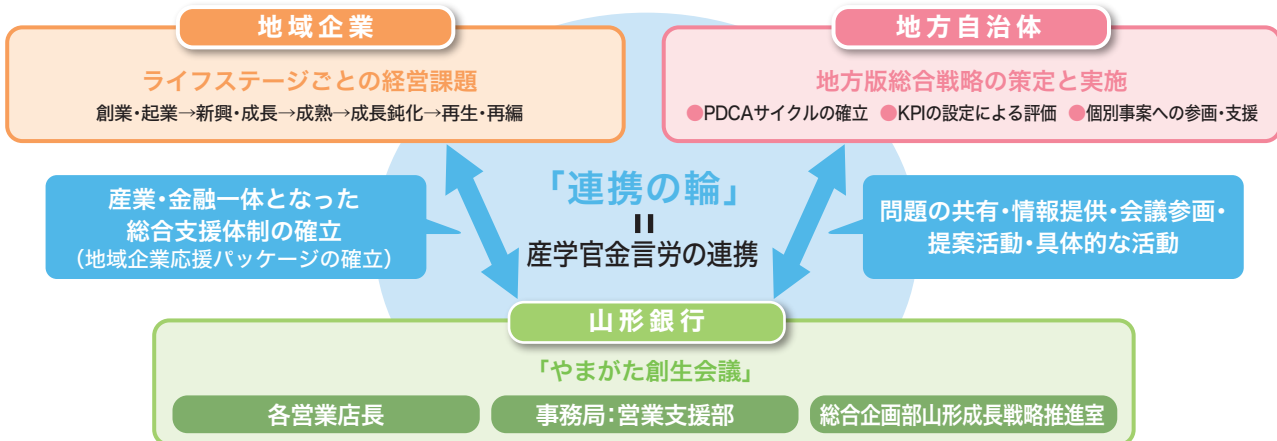 地域企業
ライフステージごとの経営課題
創業・起業→新興・成長→成熟→成長鈍化→再生・再編
地方自治体
地方版総合戦略の策定と実施
●PDCAサイクルの確立 ●KPIの設定による評価 ●個別事案への参画・支援
産業・金融一体となった
総合支援体制の確立
（地域企業応援パッケージの確立）
「連携の輪」
＝
産学官金言労の連携
問題の共有・情報提供・会議参画・
提案活動・具体的な活動
山形銀行
「やまがた創生会議」
各営業店長
事務局：営業支援部
総合企画部山形成長戦略推進室